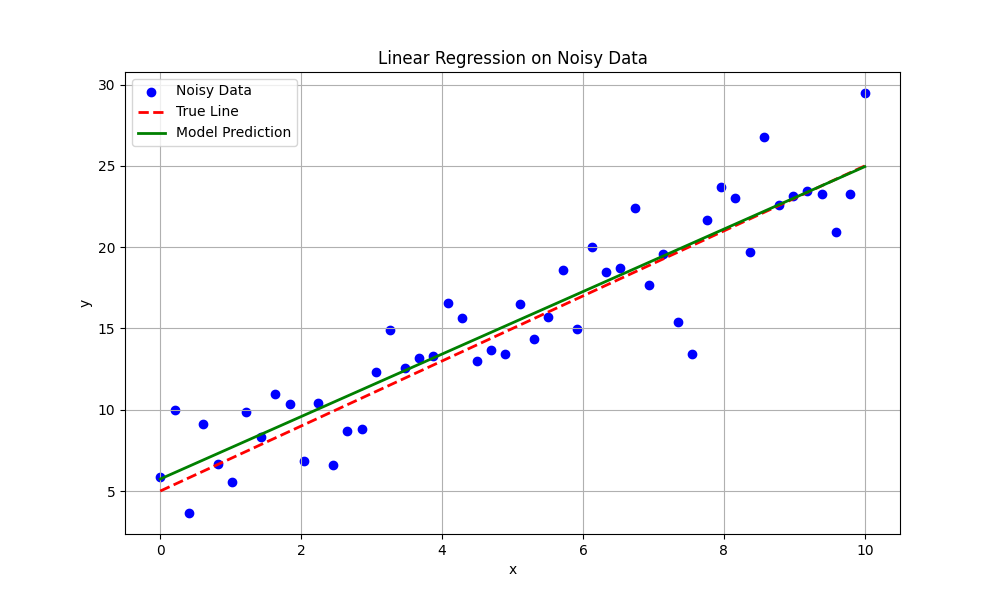 Linear Regression on Noisy Data
Noisy Data
True Line
Model Prediction
30
25
20
15
10
5
y
0 2 4 6 8 10
x